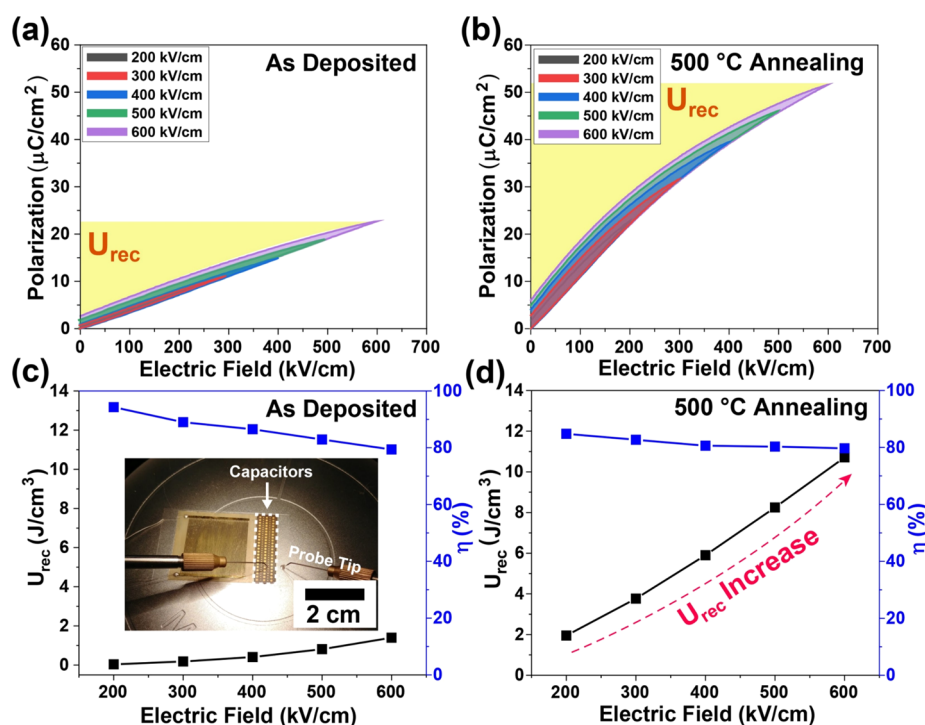 (a)
As Deposited
200 kV/cm
300 kV/cm
400 kV/cm
500 kV/cm
600 kV/cm
Urec
Polarization (μC/cm2)
60
50
40
30
20
10
0
0 100 200 300 400 500 600 700
Electric Field (kV/cm)
(b)
500 °C Annealing
200 kV/cm
300 kV/cm
400 kV/cm
500 kV/cm
600 kV/cm
Urec
Polarization (μC/cm2)
60
50
40
30
20
10
0
0 100 200 300 400 500 600 700
Electric Field (kV/cm)
(c)
As Deposited
Capacitors
Probe Tip
2 cm
Urec (J/cm3)
14
12
10
8
6
4
2
0
η (%)
100
80
60
40
20
0
200 300 400 500 600
Electric Field (kV/cm)
(d)
500 °C Annealing
Urec Increase
Urec (J/cm3)
14
12
10
8
6
4
2
0
η (%)
100
80
60
40
20
0
200 300 400 500 600
Electric Field (kV/cm)